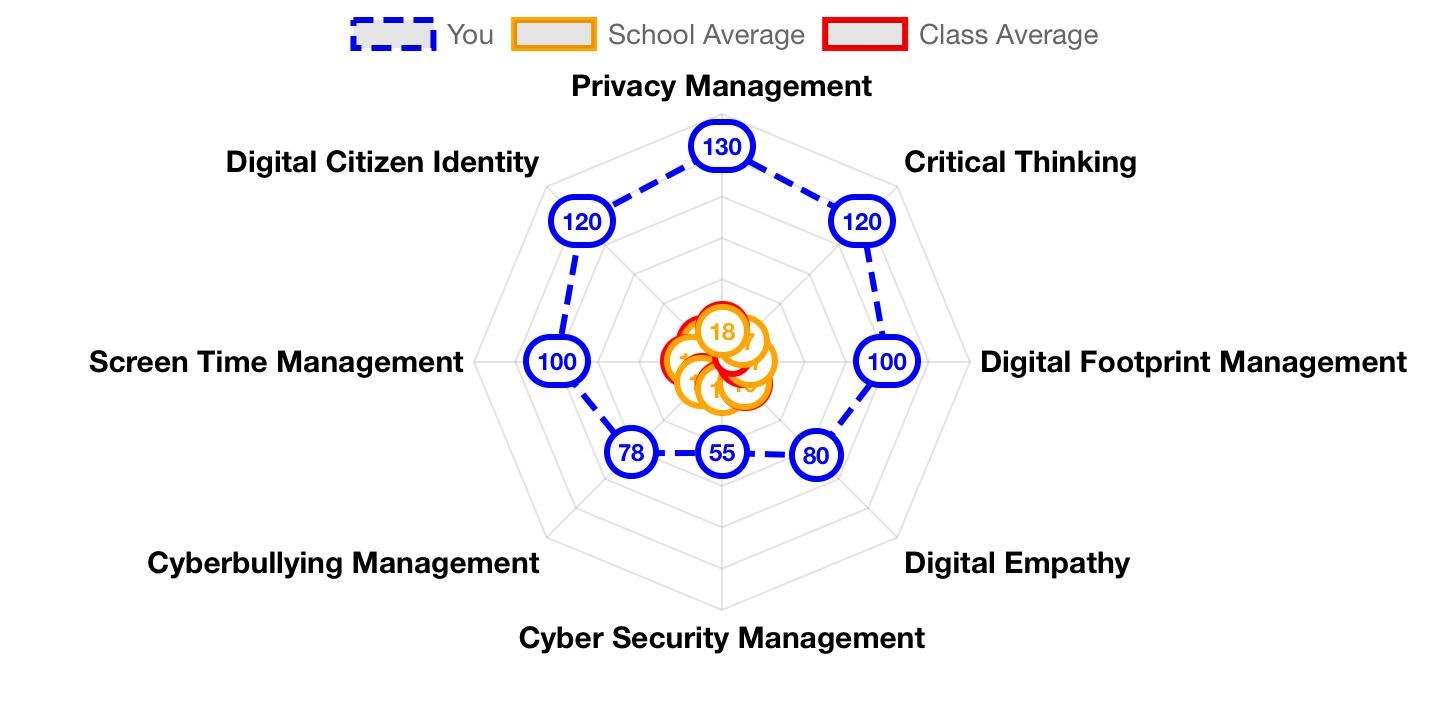 You School Average Class Average
Privacy Management
Digital Citizen Identity Critical Thinking
130
120 120
18
Screen Time Management 100 100 Digital Footprint Management
78 55 80
Cyberbullying Management Digital Empathy
Cyber Security Management